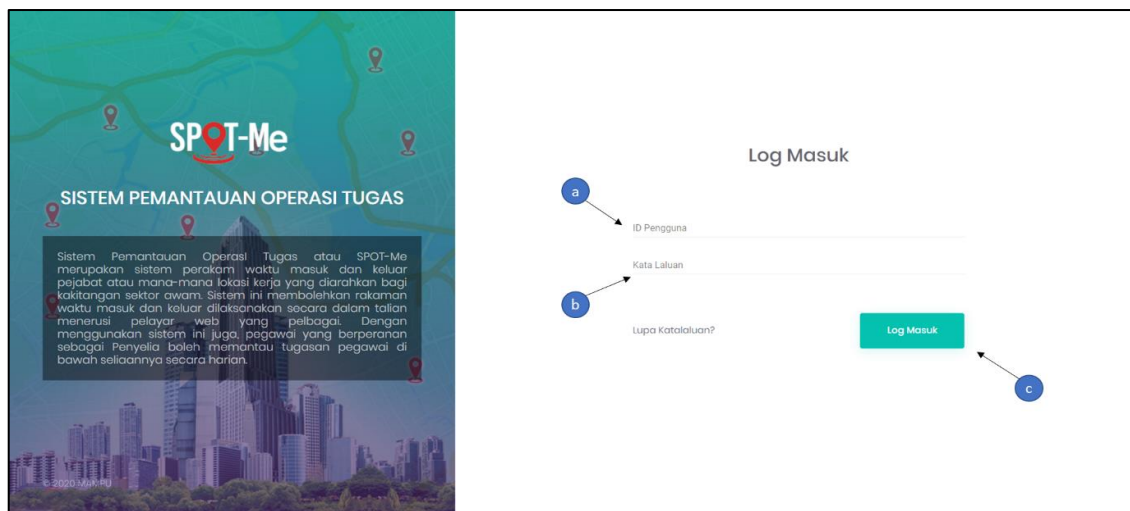 SPOT-Me
SISTEM PEMANTAUAN OPERASI TUGAS
Sistem Pemantauan Operasi Tugas atau SPOT-Me
merupakan sistem perakam waktu masuk dan keluar
pejabat atau mana-mana lokasi kerja yang diarahkan bagi
kakitangan sektor awam. Sistem ini membolehkan rakaman
waktu masuk dan keluar dilaksanakan secara dalam talian
menerusi pelayar web yang pelbagai. Dengan
menggunakan sistem ini juga, pegawai yang berperanan
sebagai Penyelia boleh memantau tugasan pegawai di
bawah seliaannya secara harian.
© 2020 MAMPU
Log Masuk
a
ID Pengguna
Kata Laluan
b
Lupa Katalaluan?
Log Masuk
c